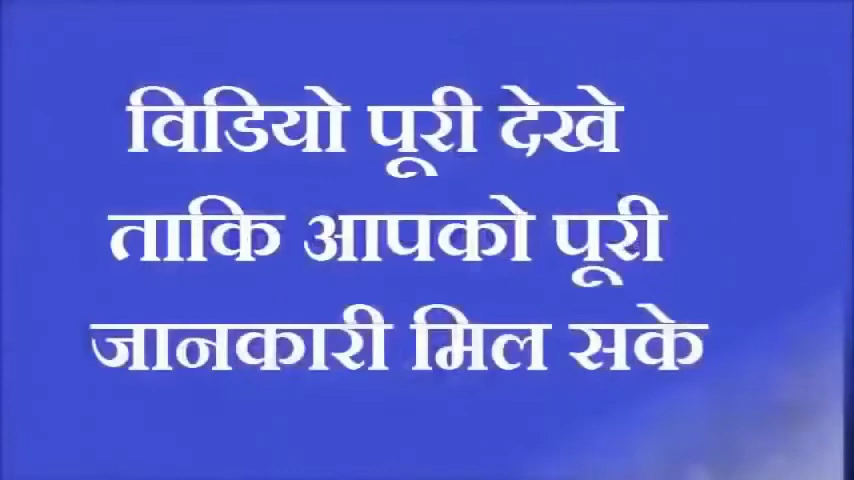 विडियो पूरी देखे
ताकि आपको पूरी
जानकारी मिल सके